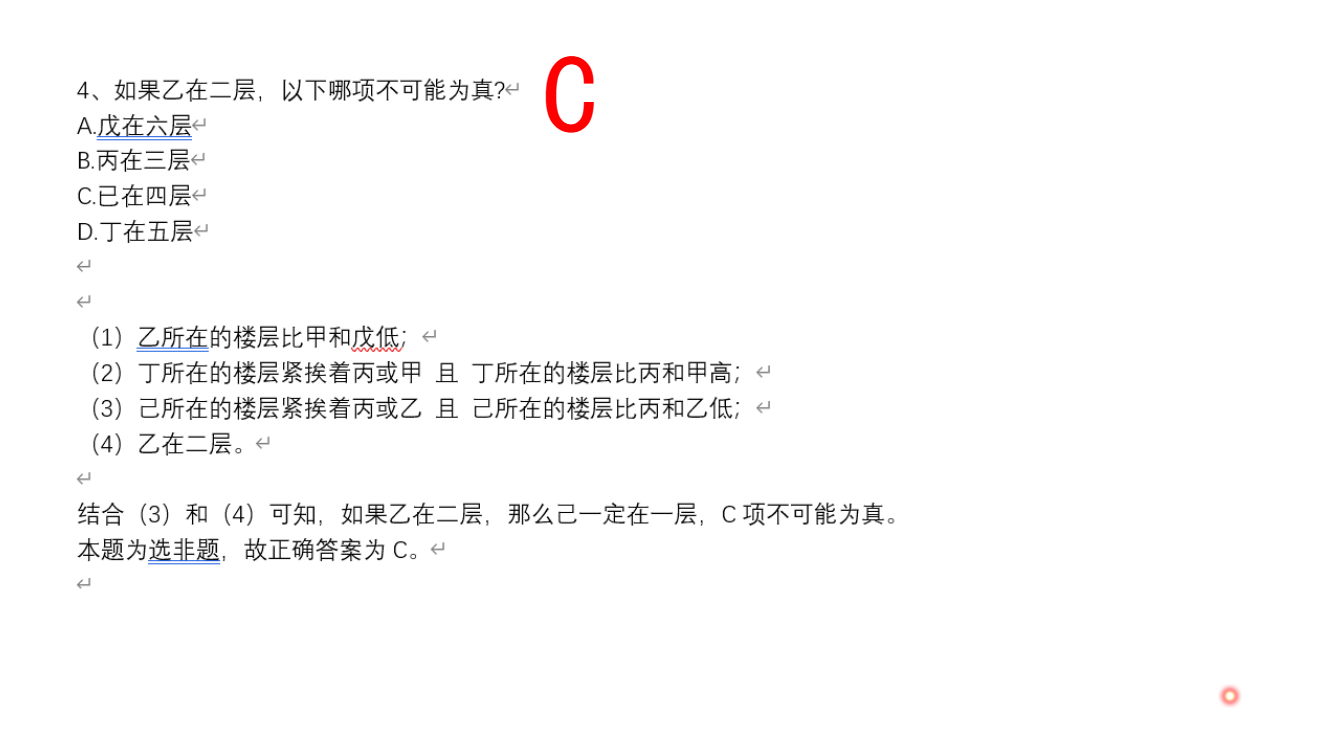 4、如果乙在二层，以下哪项不可能为真?
C
A.戊在六层
B.丙在三层
C.已在四层
D.丁在五层
（1）乙所在的楼层比甲和戊低；
（2）丁所在的楼层紧挨着丙或甲 且 丁所在的楼层比丙和甲高；
（3）己所在的楼层紧挨着丙或乙 且 己所在的楼层比丙和乙低；
（4）乙在二层。
结合（3）和（4）可知，如果乙在二层，那么己一定在一层，C 项不可能为真。
本题为选非题，故正确答案为 C。